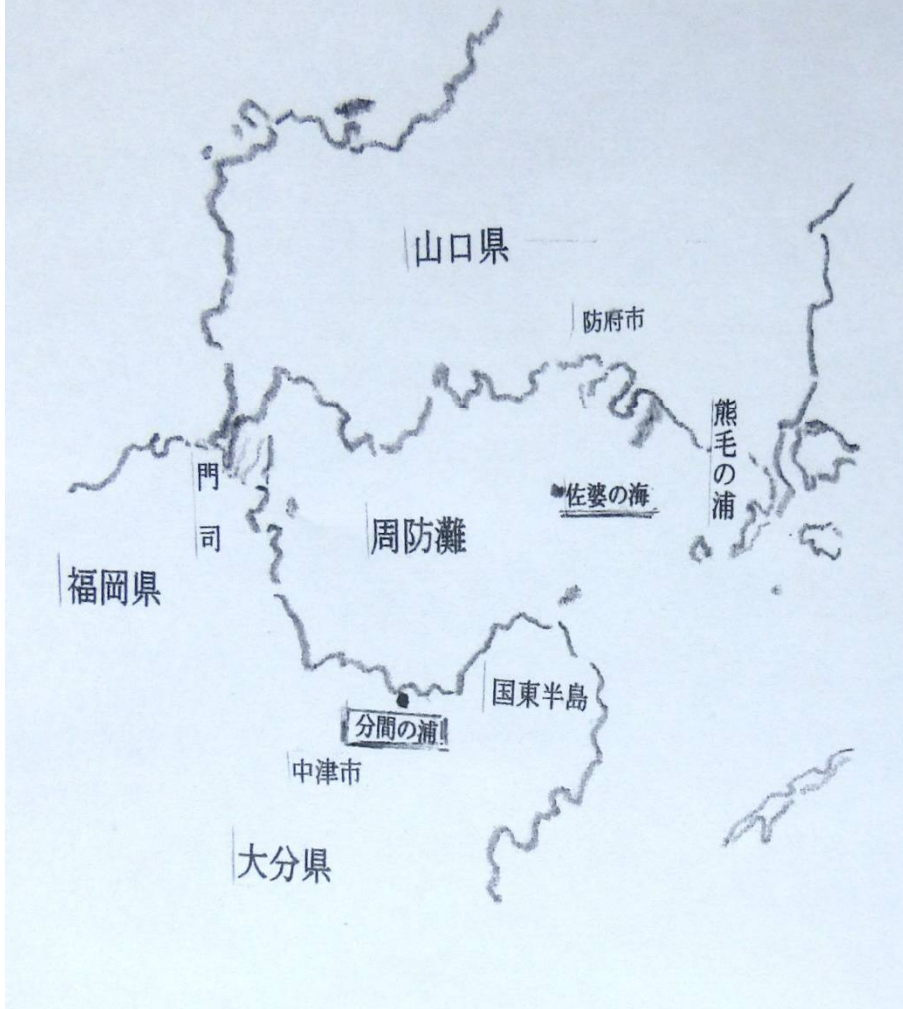 山口県
防府市
熊毛の浦
門司
佐婆の海
周防灘
福岡県
国東半島
分間の浦
中津市
大分県